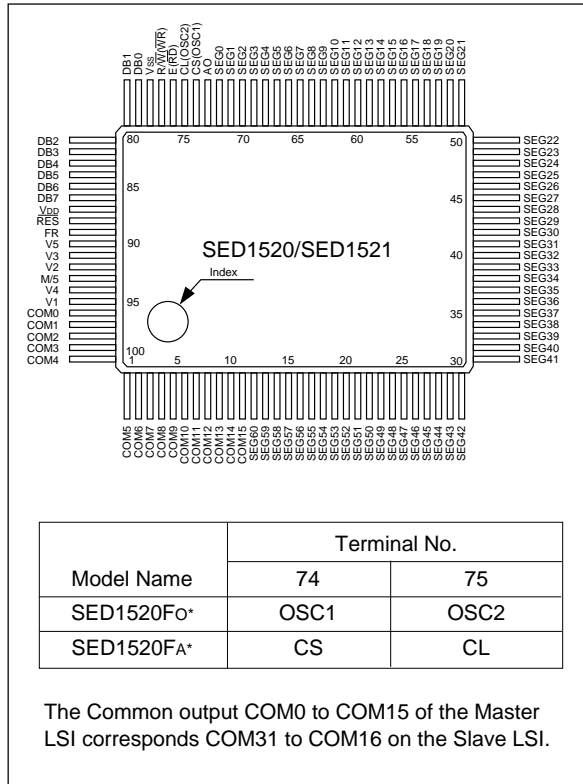 DB1
DB0
VSS
R/W(WR)
E(RD)
CL(OSC2)
CS(OSC1)
AO
SEG0
SEG1
SEG2
SEG3
SEG4
SEG5
SEG6
SEG7
SEG8
SEG9
SEG10
SEG11
SEG12
SEG13
SEG14
SEG15
SEG16
SEG17
SEG18
SEG19
SEG20
SEG21
80 75 70 65 60 55 50
DB2
DB3
DB4
DB5
DB6
DB7
VDD
RES
FR
V5
V3
V2
M/S
V4
V1
COM0
COM1
COM2
COM3
COM4
85
90
95
100
SED1520/SED1521
Index
45
40
35
SEG22
SEG23
SEG24
SEG25
SEG26
SEG27
SEG28
SEG29
SEG30
SEG31
SEG32
SEG33
SEG34
SEG35
SEG36
SEG37
SEG38
SEG39
SEG40
SEG41
1 5 10 15 20 25 30
COM5
COM6
COM7
COM8
COM9
COM10
COM11
COM12
COM13
COM14
COM15
SEG60
SEG59
SEG58
SEG57
SEG56
SEG55
SEG54
SEG53
SEG52
SEG51
SEG50
SEG49
SEG48
SEG47
SEG46
SEG45
SEG44
SEG43
SEG42
Terminal No.
Model Name 74 75
SED1520FO* OSC1 OSC2
SED1520FA* CS CL
The Common output COM0 to COM15 of the Master
LSI corresponds COM31 to COM16 on the Slave LSI.